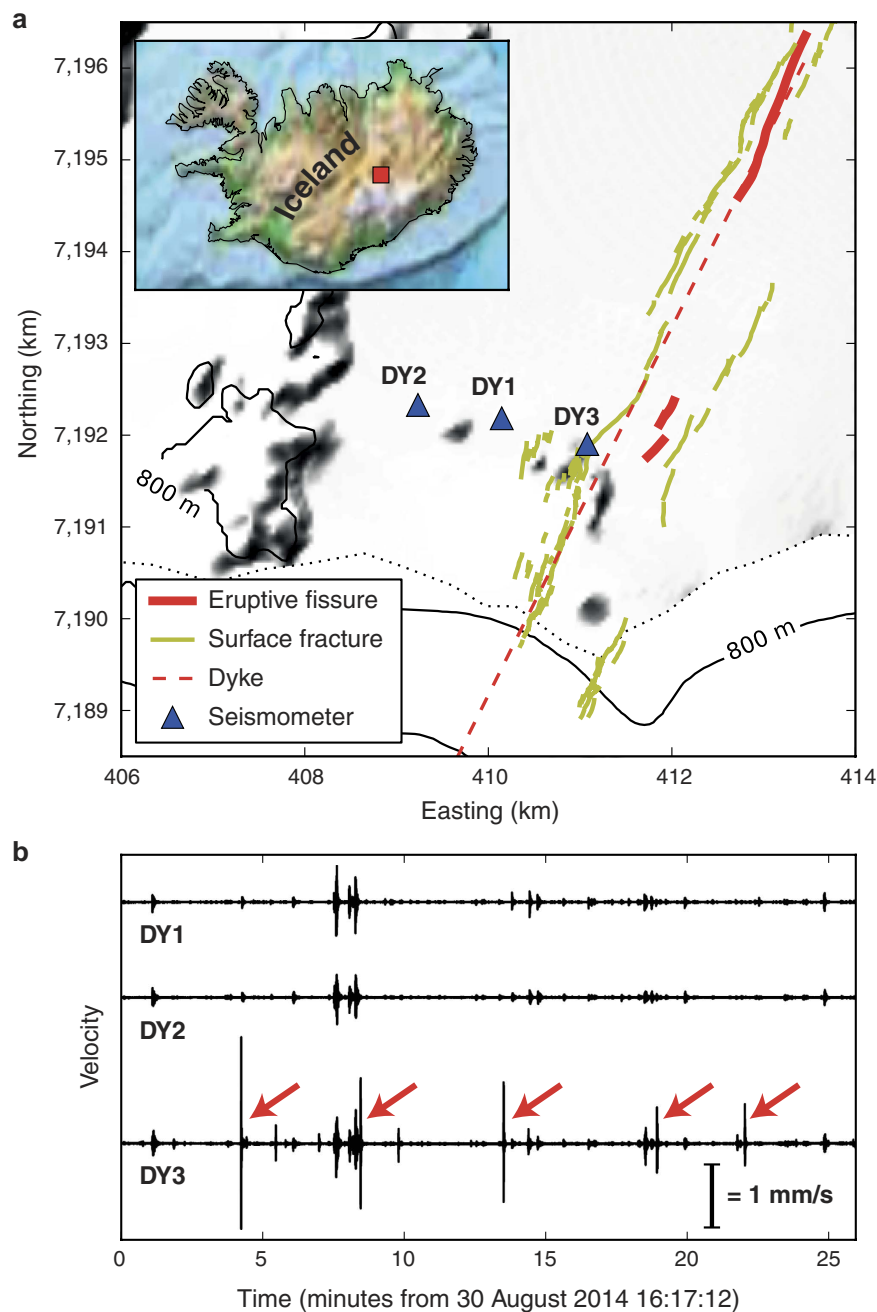 a
7,196
7,195
7,194
7,193
7,192
7,191
7,190
7,189
Northing (km)
Iceland
DY2
DY1
DY3
800 m
800 m
Eruptive fissure
Surface fracture
Dyke
Seismometer
406 408 410 412 414
Easting (km)
b
Velocity
DY1
DY2
DY3
= 1 mm/s
0 5 10 15 20 25
Time (minutes from 30 August 2014 16:17:12)